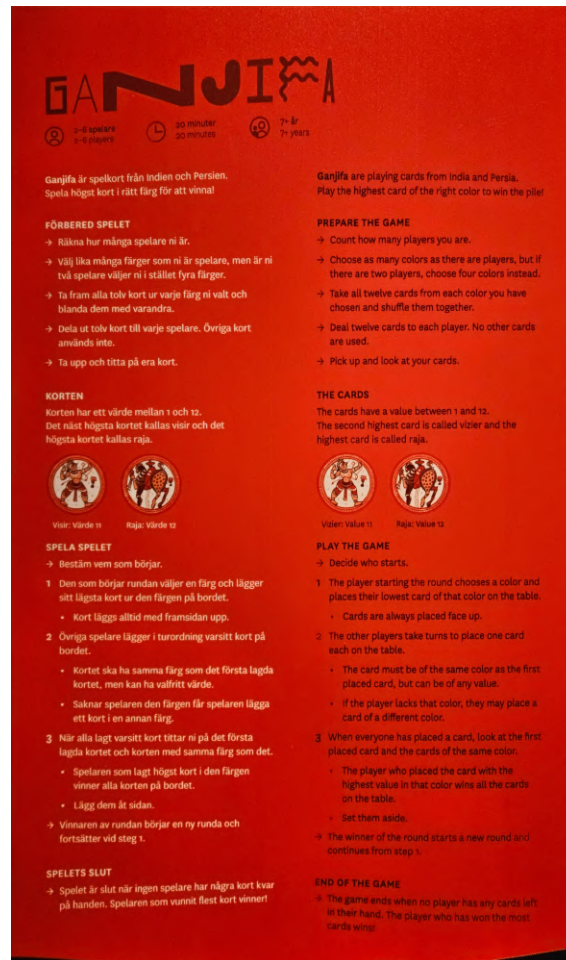 GANJIFA
2–6 spelare
2–6 players
20 minuter
20 minutes
7+ år
7+ years
Ganjifa är spelkort från Indien och Persien.
Spela högst kort i rätt färg för att vinna!
FÖRBERED SPELET
→ Räkna hur många spelare ni är.
→ Välj lika många färger som ni är spelare, men är ni
två spelare väljer ni i stället fyra färger.
→ Ta fram alla tolv kort ur varje färg ni valt och
blanda dem med varandra.
→ Dela ut tolv kort till varje spelare. Övriga kort
används inte.
→ Ta upp och titta på era kort.
KORTEN
Korten har ett värde mellan 1 och 12.
Det näst högsta kortet kallas visir och det
högsta kortet kallas raja.
Visir: Värde 11
Raja: Värde 12
SPELA SPELET
→ Bestäm vem som börjar.
1 Den som börjar rundan väljer en färg och lägger
sitt lägsta kort ur den färgen på bordet.
• Kort läggs alltid med framsidan upp.
2 Övriga spelare lägger i turordning varsitt kort på
bordet.
• Kortet ska ha samma färg som det första lagda
kortet, men kan ha valfritt värde.
• Saknar spelaren den färgen får spelaren lägga
ett kort i en annan färg.
3 När alla lagt varsitt kort tittar ni på det första
lagda kortet och korten med samma färg som det.
• Spelaren som lagt högst kort i den färgen
vinner alla korten på bordet.
• Lägg dem åt sidan.
→ Vinnaren av rundan börjar en ny runda och
fortsätter vid steg 1.
SPELETS SLUT
→ Spelet är slut när ingen spelare har några kort kvar
på handen. Spelaren som vunnit flest kort vinner!
Ganjifa are playing cards from India and Persia.
Play the highest card of the right color to win the pile!
PREPARE THE GAME
→ Count how many players you are.
→ Choose as many colors as there are players, but if
there are two players, choose four colors instead.
→ Take all twelve cards from each color you have
chosen and shuffle them together.
→ Deal twelve cards to each player. No other cards
are used.
→ Pick up and look at your cards.
THE CARDS
The cards have a value between 1 and 12.
The second highest card is called vizier and the
highest card is called raja.
Vizier: Value 11
Raja: Value 12
PLAY THE GAME
→ Decide who starts.
1 The player starting the round chooses a color and
places their lowest card of that color on the table.
• Cards are always placed face up.
2 The other players take turns to place one card
each on the table.
• The card must be of the same color as the first
placed card, but can be of any value.
• If the player lacks that color, they may place a
card of a different color.
3 When everyone has placed a card, look at the first
placed card and the cards of the same color.
• The player who placed the card with the
highest value in that color wins all the cards
on the table.
• Set them aside.
→ The winner of the round starts a new round and
continues from step 1.
END OF THE GAME
→ The game ends when no player has any cards left
in their hand. The player who has won the most
cards wins!